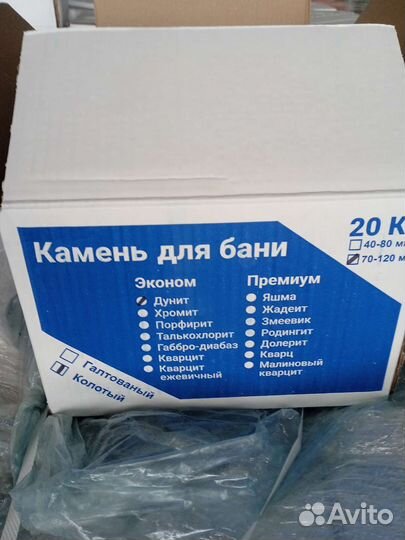 Камень для бани
20 К
40-80 м
70-120 м
Эконом
Дунит
Хромит
Порфирит
Талькохлорит
Габбро-диабаз
Кварцит
Кварцит
ежевичный
Премиум
Яшма
Жадеит
Змеевик
Родингит
Долерит
Кварц
Малиновый
кварцит
Галтованый
Колотый
Avito